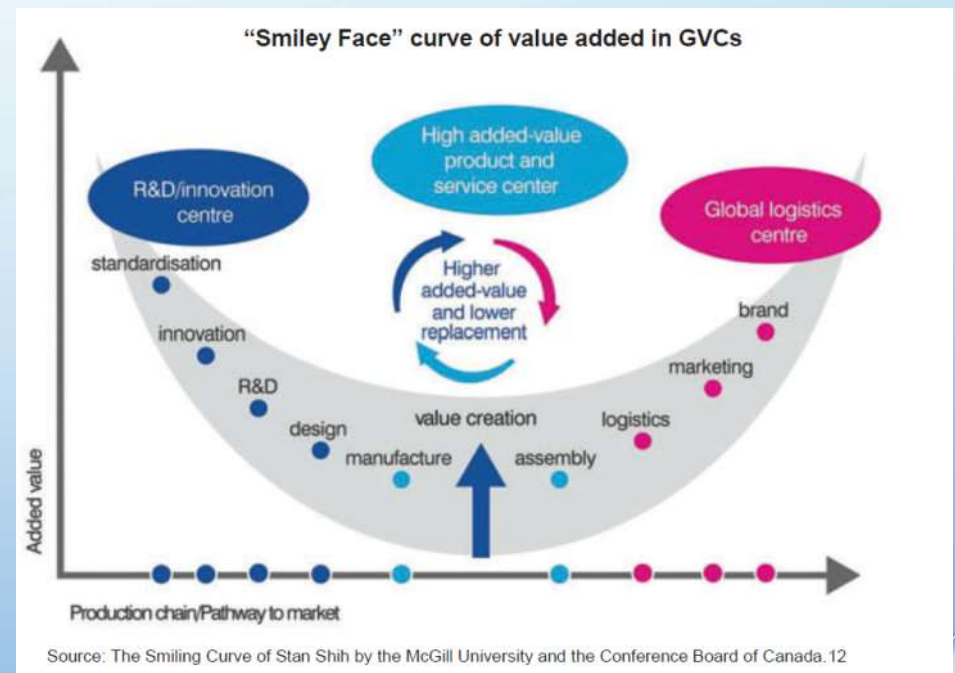 “Smiley Face” curve of value added in GVCs
High added-value
product and
service center
R&D/innovation
centre
Global logistics
centre
standardisation
Higher
added-value
and lower
replacement
innovation
brand
R&D
marketing
design
value creation
logistics
manufacture
assembly
Added value
Production chain/Pathway to market
Source: The Smiling Curve of Stan Shih by the McGill University and the Conference Board of Canada.12